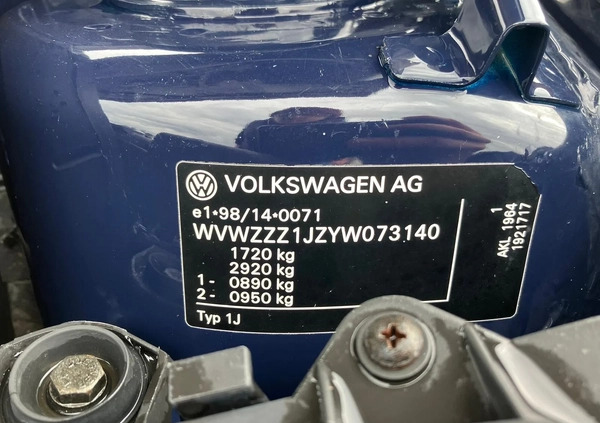 VOLKSWAGEN AG
e1*98/14*0071
WVWZZZ1JZYW073140
1720 kg
2920 kg
1- 0890 kg
2- 0950 kg
Typ 1J
1
AKL 1964
1921717